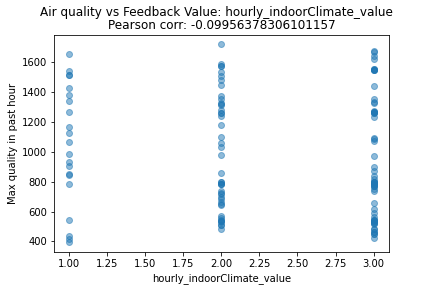 Air quality vs Feedback Value: hourly_indoorClimate_value
Pearson corr: -0.09956378306101157
1600
1400
1200
1000
800
600
400
Max quality in past hour
1.00 1.25 1.50 1.75 2.00 2.25 2.50 2.75 3.00
hourly_indoorClimate_value